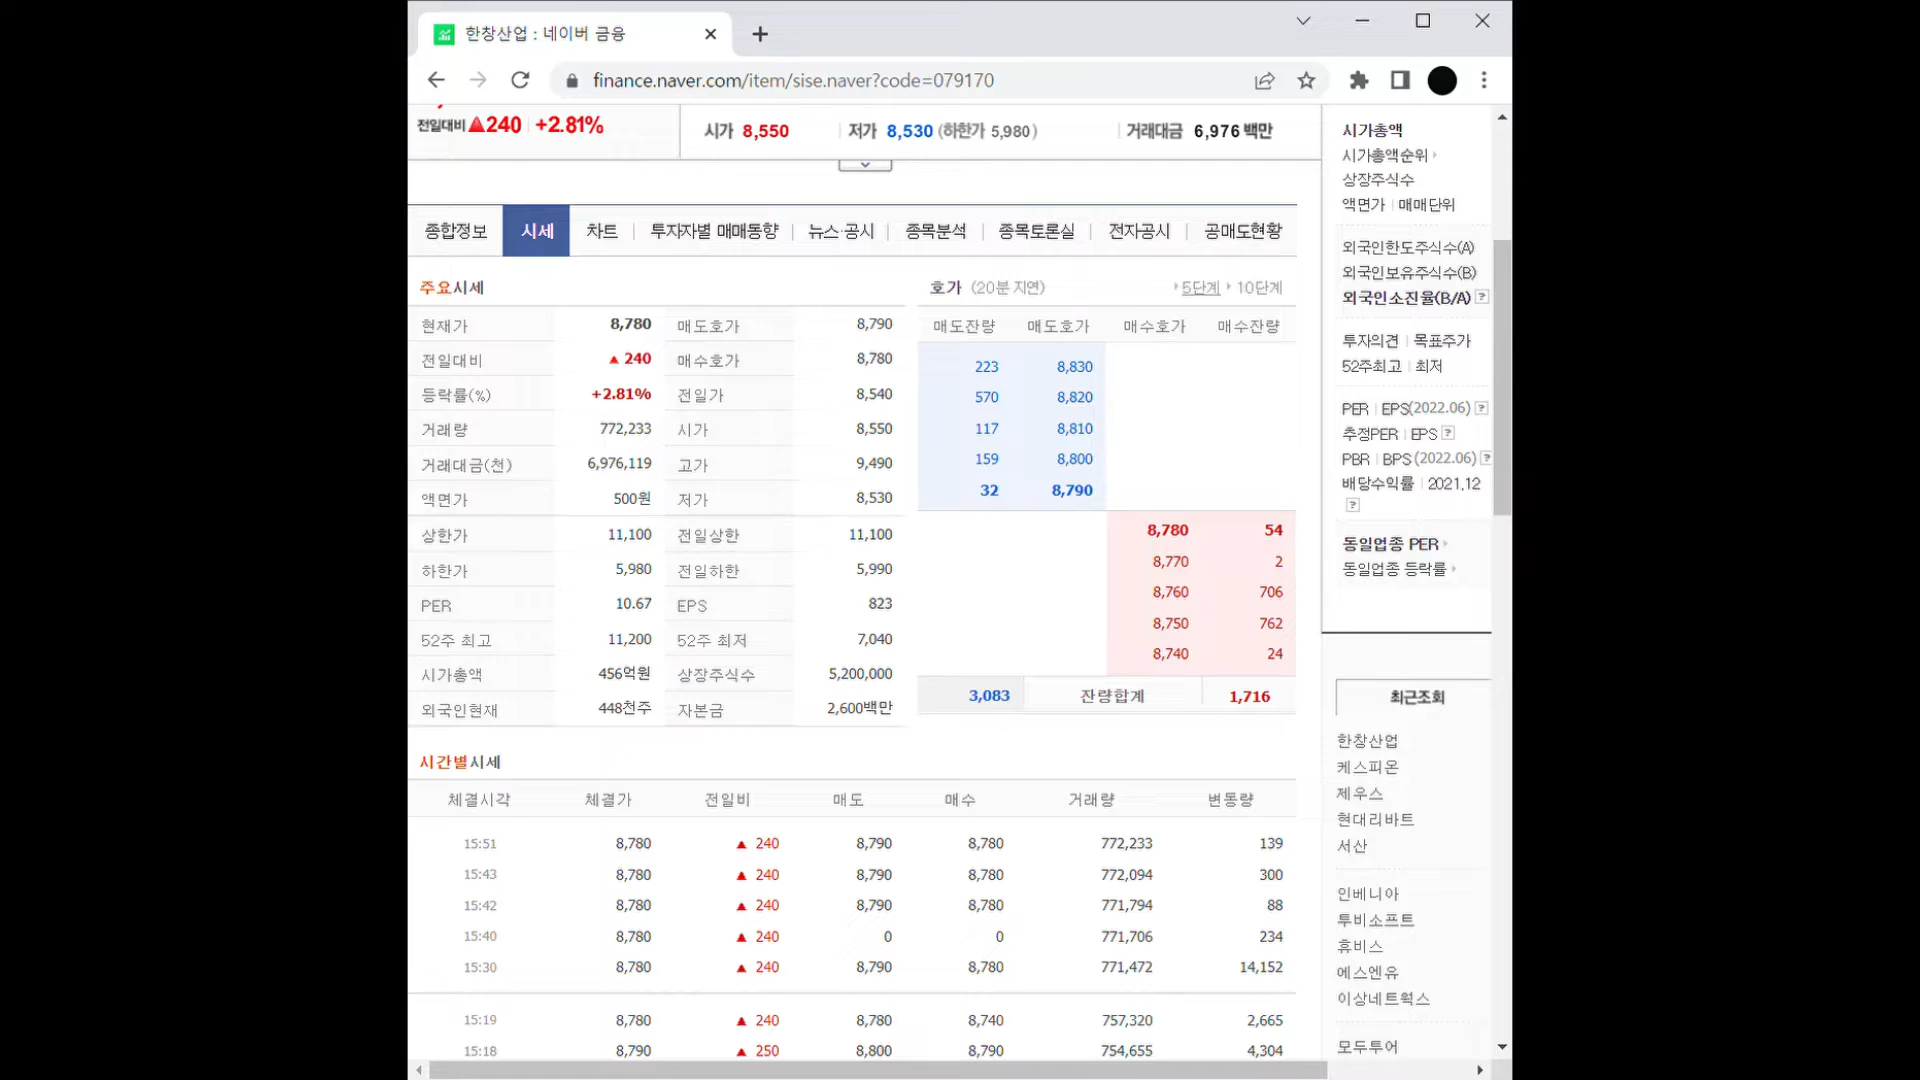 한창산업 : 네이버 금융
finance.naver.com/item/sise.naver?code=079170
전일대비 ▲240 +2.81%
시가 8,550 저가 8,530 (하한가 5,980) 거래대금 6,976 백만
종합정보 시세 차트 투자자별 매매동향 뉴스·공시 종목분석 종목토론실 전자공시 공매도현황
주요시세
현재가 8,780 매도호가 8,790
전일대비 ▲ 240 매수호가 8,780
등락률(%) +2.81% 전일가 8,540
거래량 772,233 시가 8,550
거래대금(천) 6,976,119 고가 9,490
액면가 500원 저가 8,530
상한가 11,100 전일상한 11,100
하한가 5,980 전일하한 5,990
PER 10.67 EPS 823
52주 최고 11,200 52주 최저 7,040
시가총액 456억원 상장주식수 5,200,000
외국인현재 448천주 자본금 2,600백만
호가 (20분 지연) 5단계 10단계
매도잔량 매도호가 매수호가 매수잔량
223 8,830
570 8,820
117 8,810
159 8,800
32 8,790
8,780 54
8,770 2
8,760 706
8,750 762
8,740 24
3,083 잔량합계 1,716
시간별시세
체결시각 체결가 전일비 매도 매수 거래량 변동량
15:51 8,780 ▲ 240 8,790 8,780 772,233 139
15:43 8,780 ▲ 240 8,790 8,780 772,094 300
15:42 8,780 ▲ 240 8,790 8,780 771,794 88
15:40 8,780 ▲ 240 0 0 771,706 234
15:30 8,780 ▲ 240 8,790 8,780 771,472 14,152
15:19 8,780 ▲ 240 8,780 8,740 757,320 2,665
15:18 8,790 ▲ 250 8,800 8,790 754,655 4,304
시가총액
시가총액순위
상장주식수
액면가 매매단위
외국인한도주식수(A)
외국인보유주식수(B)
외국인소진율(B/A) ?
투자의견 목표주가
52주최고 최저
PER EPS(2022.06) ?
추정PER EPS ?
PBR BPS(2022.06) ?
배당수익률 2021.12
?
동일업종 PER
동일업종 등락률
최근조회
한창산업
케스피온
제우스
현대리바트
서산
인베니아
투비소프트
휴비스
에스엔유
이상네트웍스
모두투어